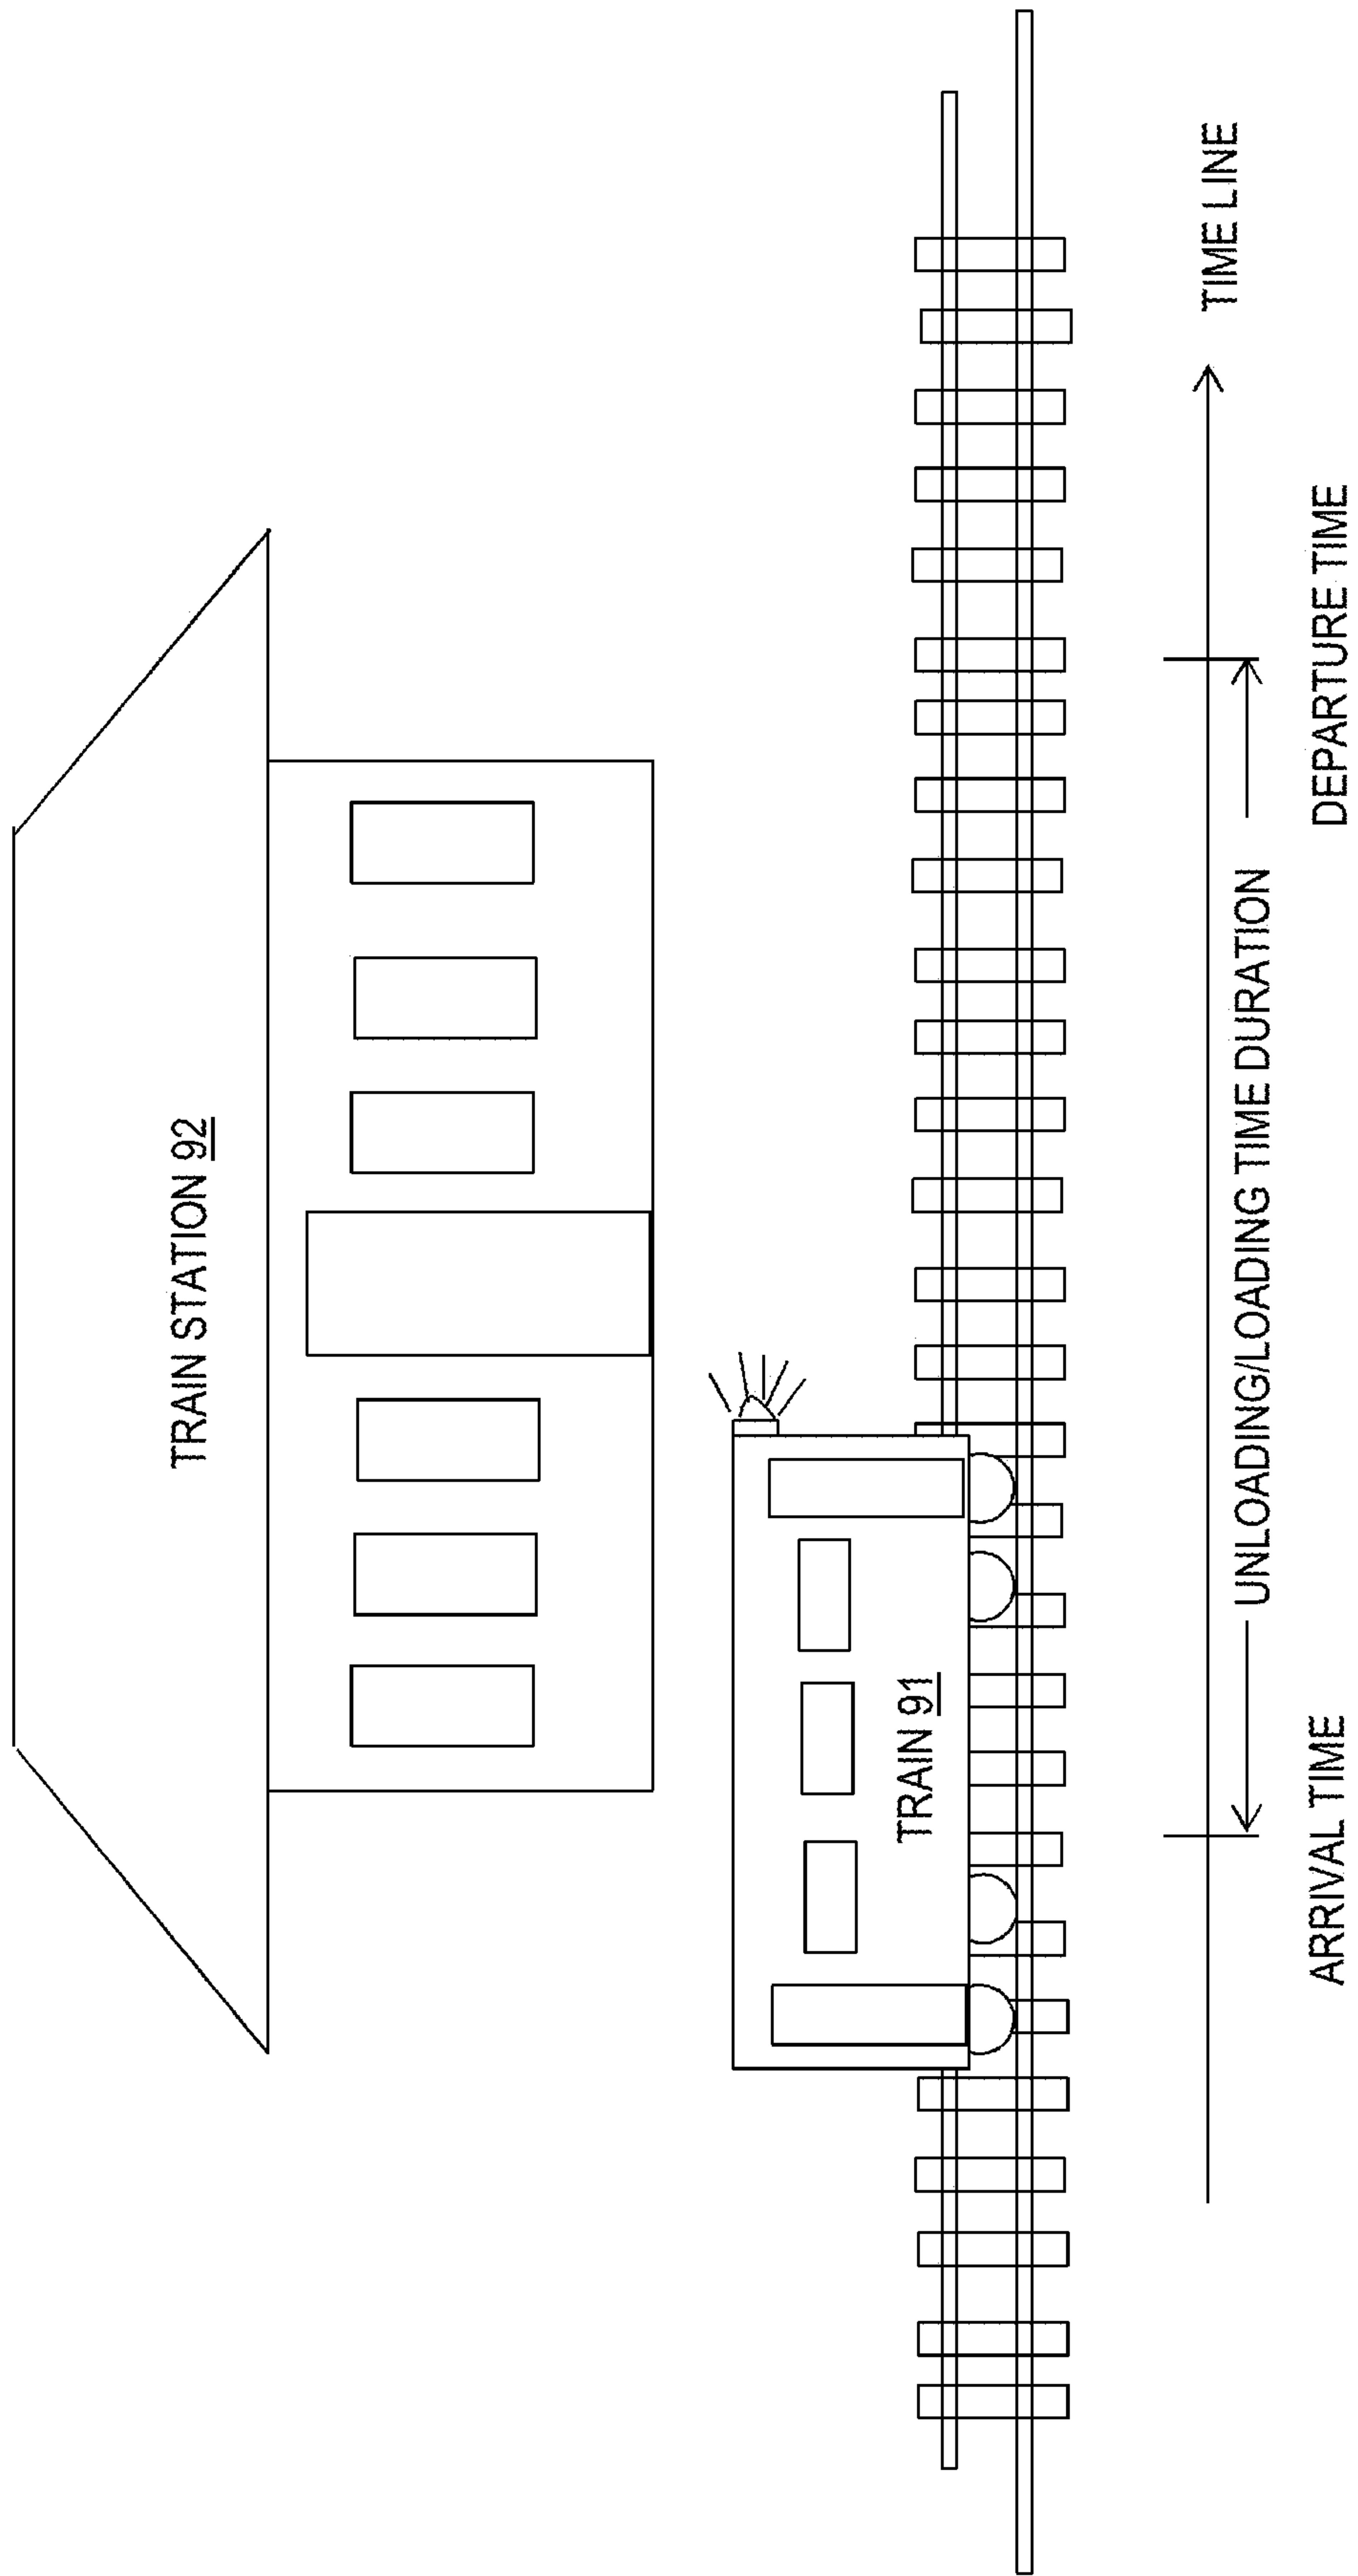 TRAIN STATION 92
TRAIN 91
TIME LINE
UNLOADING/LOADING TIME DURATION
ARRIVAL TIME
DEPARTURE TIME